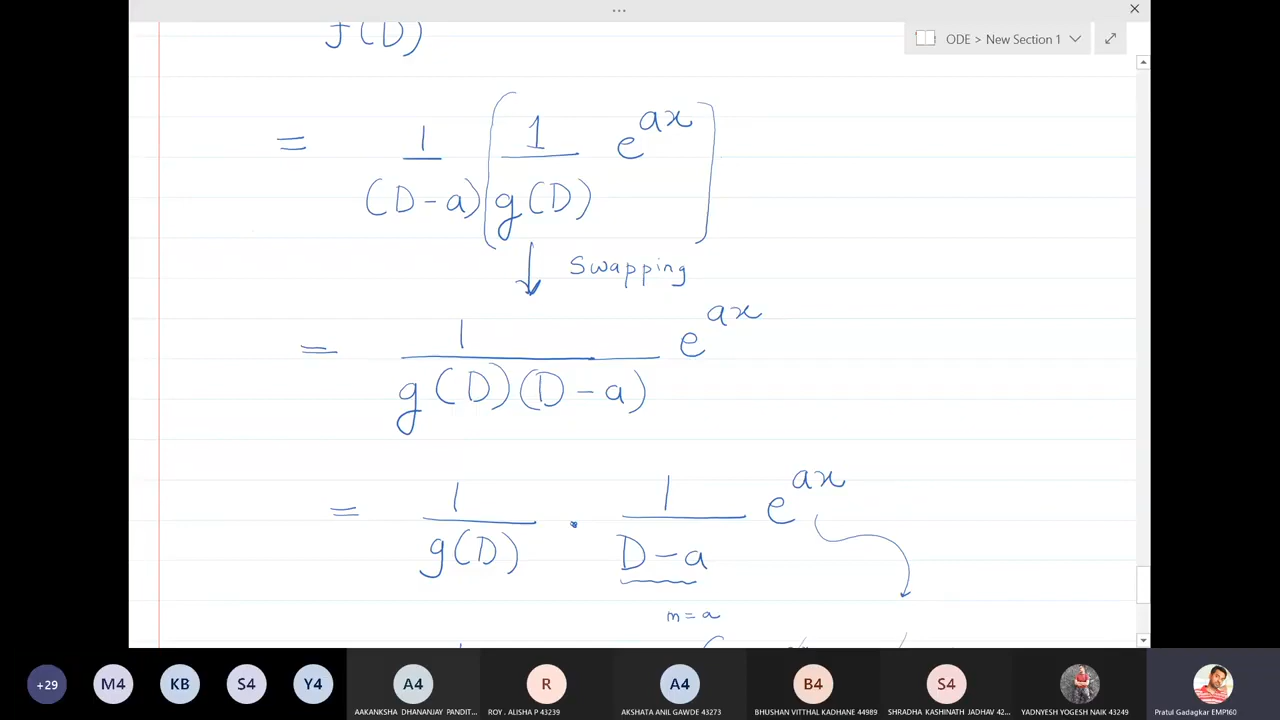 ODE > New Section 1
f(D)
= 1/(D-a) [ 1/g(D) e^{ax} ]
↓ Swapping
= 1/(g(D)(D-a)) e^{ax}
= 1/g(D) · 1/(D-a) e^{ax}
m = a
+29 M4 KB S4 Y4 A4 R A4 B4 S4
AAKANKSHA DHANANJAY PANDIT... ROY . ALISHA P 43239 AKSHATA ANIL GAWDE 43273 BHUSHAN VITTHAL KADHANE 44989 SHRADHA KASHINATH JADHAV 42... YADNYESH YOGESH NAIK 43249 Pratul Gadagkar EMP160